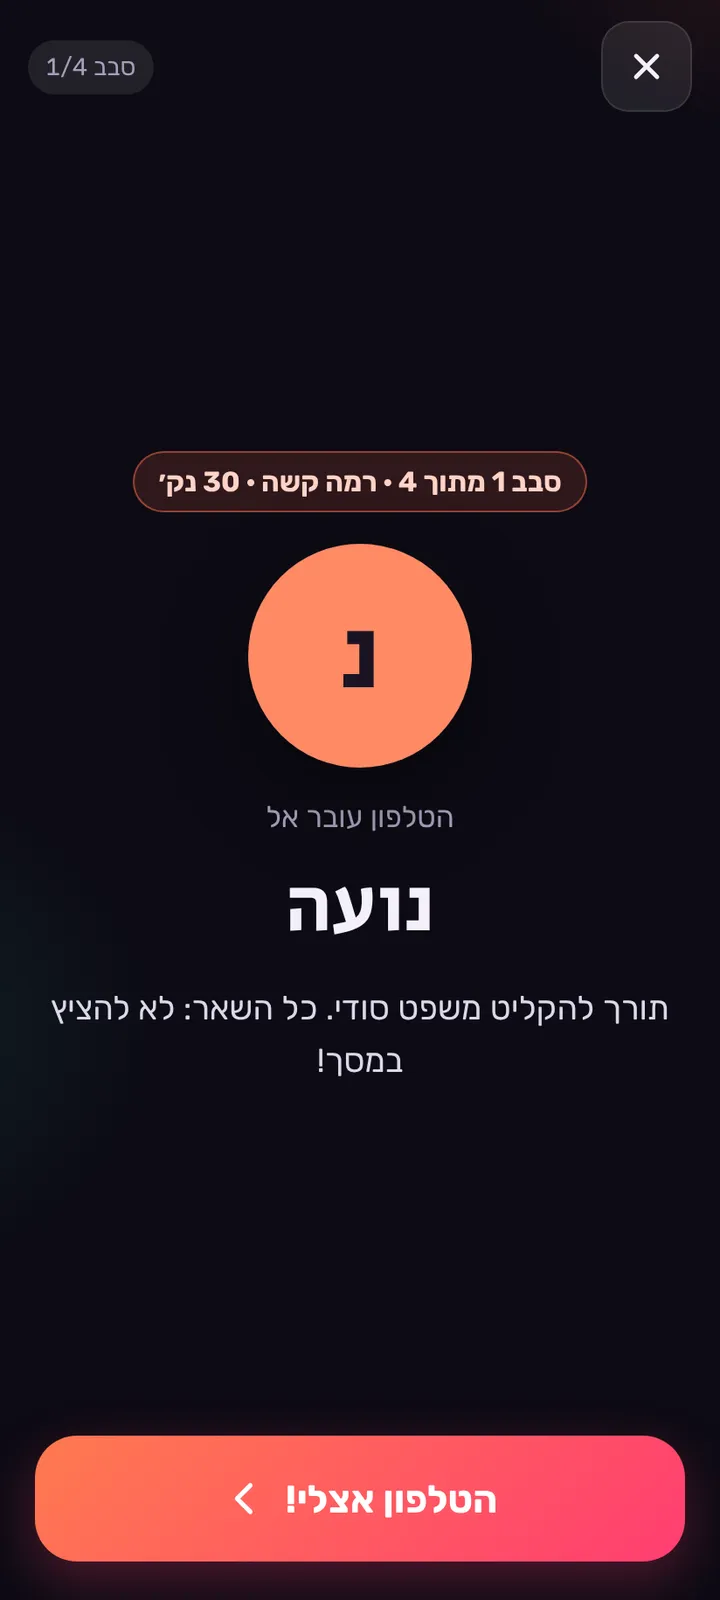 סבב 1/4
סבב 1 מתוך 4 • רמה קשה • 30 נק׳
נ
הטלפון עובר אל
נועה
תורך להקליט משפט סודי. כל השאר: לא להציץ
במסך!
הטלפון אצלי!